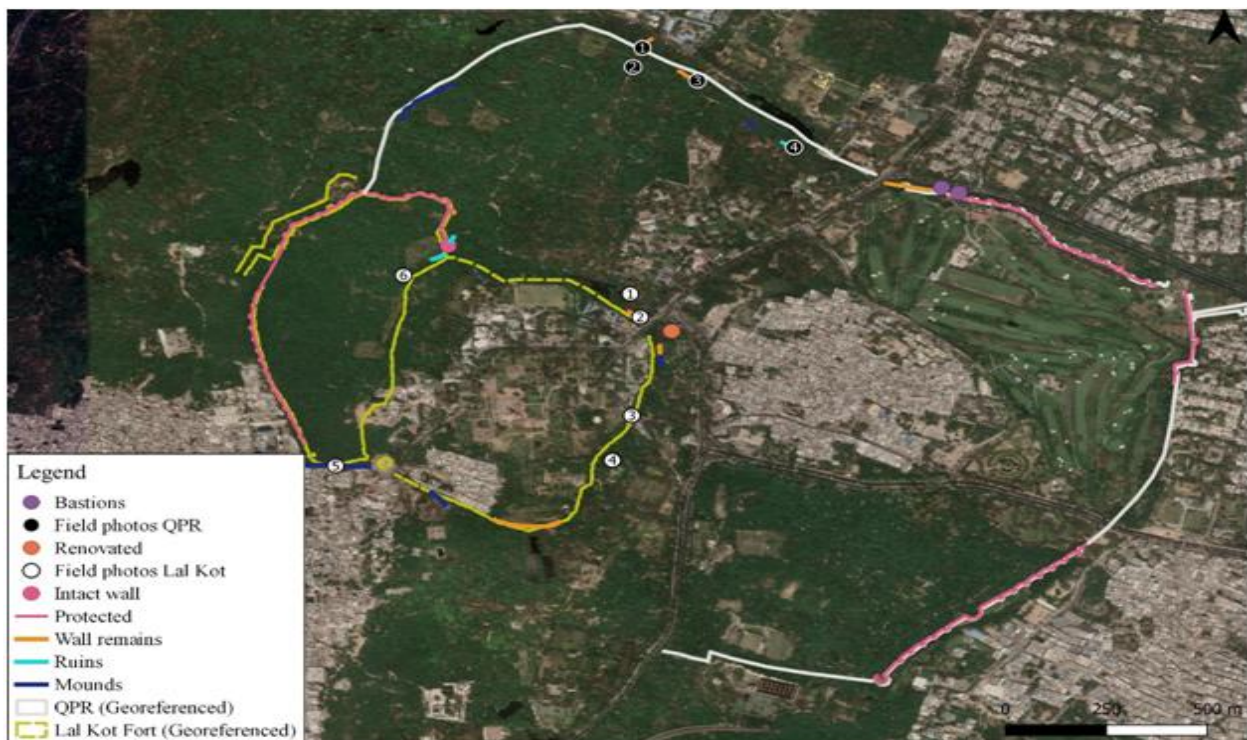 1
2
3
4
6
1
2
3
4
5
Legend
Bastions
Field photos QPR
Renovated
Field photos Lal Kot
Intact wall
Protected
Wall remains
Ruins
Mounds
QPR (Georeferenced)
Lal Kot Fort (Georeferenced)
0 250 500 m